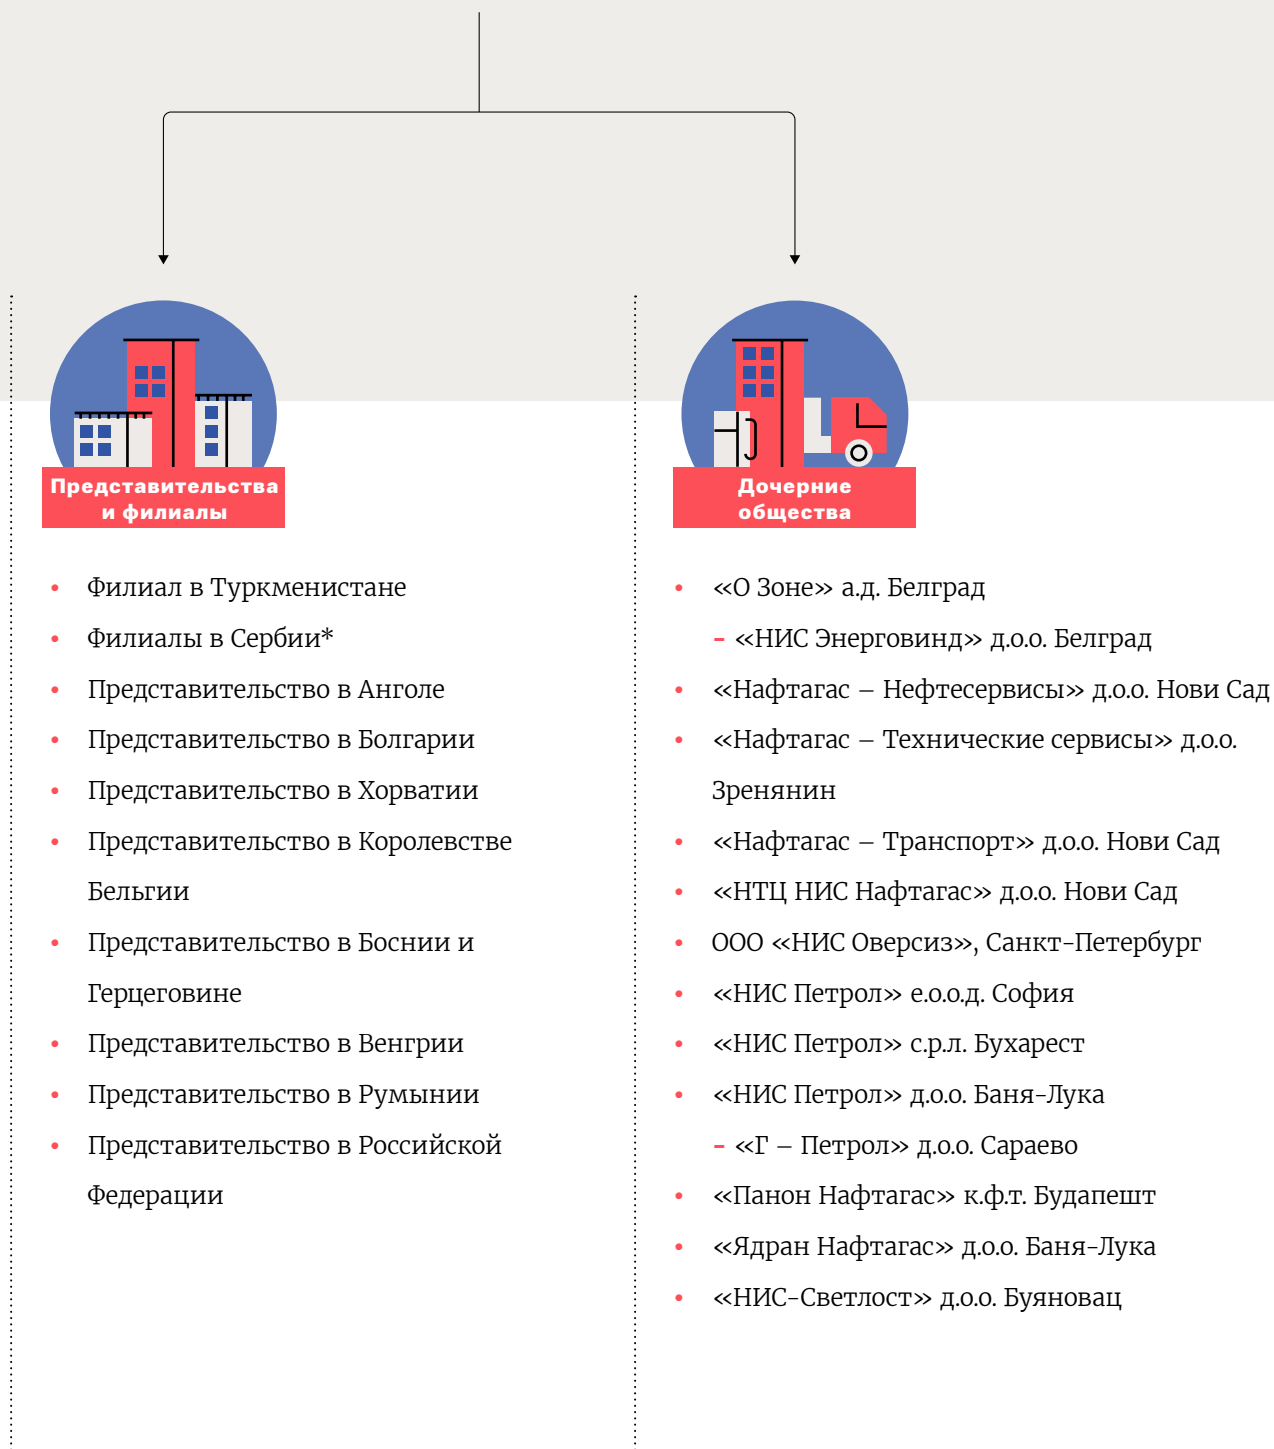 Представительства
и филиалы
• Филиал в Туркменистане
• Филиалы в Сербии*
• Представительство в Анголе
• Представительство в Болгарии
• Представительство в Хорватии
• Представительство в Королевстве
Бельгии
• Представительство в Боснии и
Герцеговине
• Представительство в Венгрии
• Представительство в Румынии
• Представительство в Российской
Федерации
Дочерние
общества
• «О Зоне» а.д. Белград
- «НИС Энерговинд» д.о.о. Белград
• «Нафтагас – Нефтесервисы» д.о.о. Нови Сад
• «Нафтагас – Технические сервисы» д.о.о.
Зренянин
• «Нафтагас – Транспорт» д.о.о. Нови Сад
• «НТЦ НИС Нафтагас» д.о.о. Нови Сад
• ООО «НИС Оверсиз», Санкт-Петербург
• «НИС Петрол» е.о.о.д. София
• «НИС Петрол» с.р.л. Бухарест
• «НИС Петрол» д.о.о. Баня-Лука
- «Г – Петрол» д.о.о. Сараево
• «Панон Нафтагас» к.ф.т. Будапешт
• «Ядран Нафтагас» д.о.о. Баня-Лука
• «НИС-Светлост» д.о.о. Буяновац